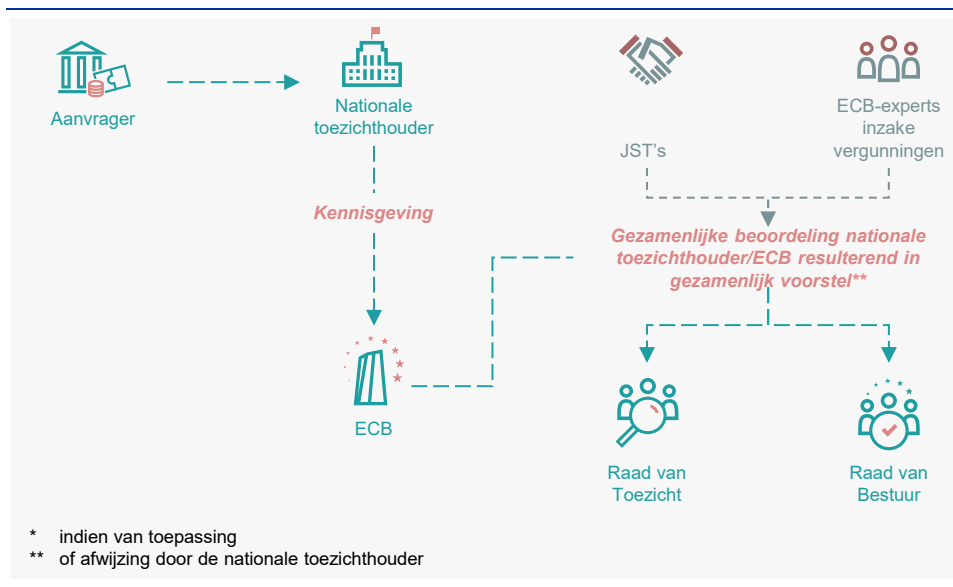 Aanvrager
Nationale
toezichthouder
JST's
ECB-experts
inzake
vergunningen
Kennisgeving
Gezamenlijke beoordeling nationale
toezichthouder/ECB resulterend in
gezamenlijk voorstel**
ECB
Raad van
Toezicht
Raad van
Bestuur
* indien van toepassing
** of afwijzing door de nationale toezichthouder